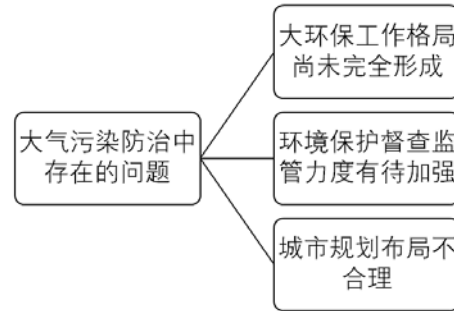 大气污染防治中
存在的问题
大环保工作格局
尚未完全形成
环境保护督查监
管力度有待加强
城市规划布局不
合理